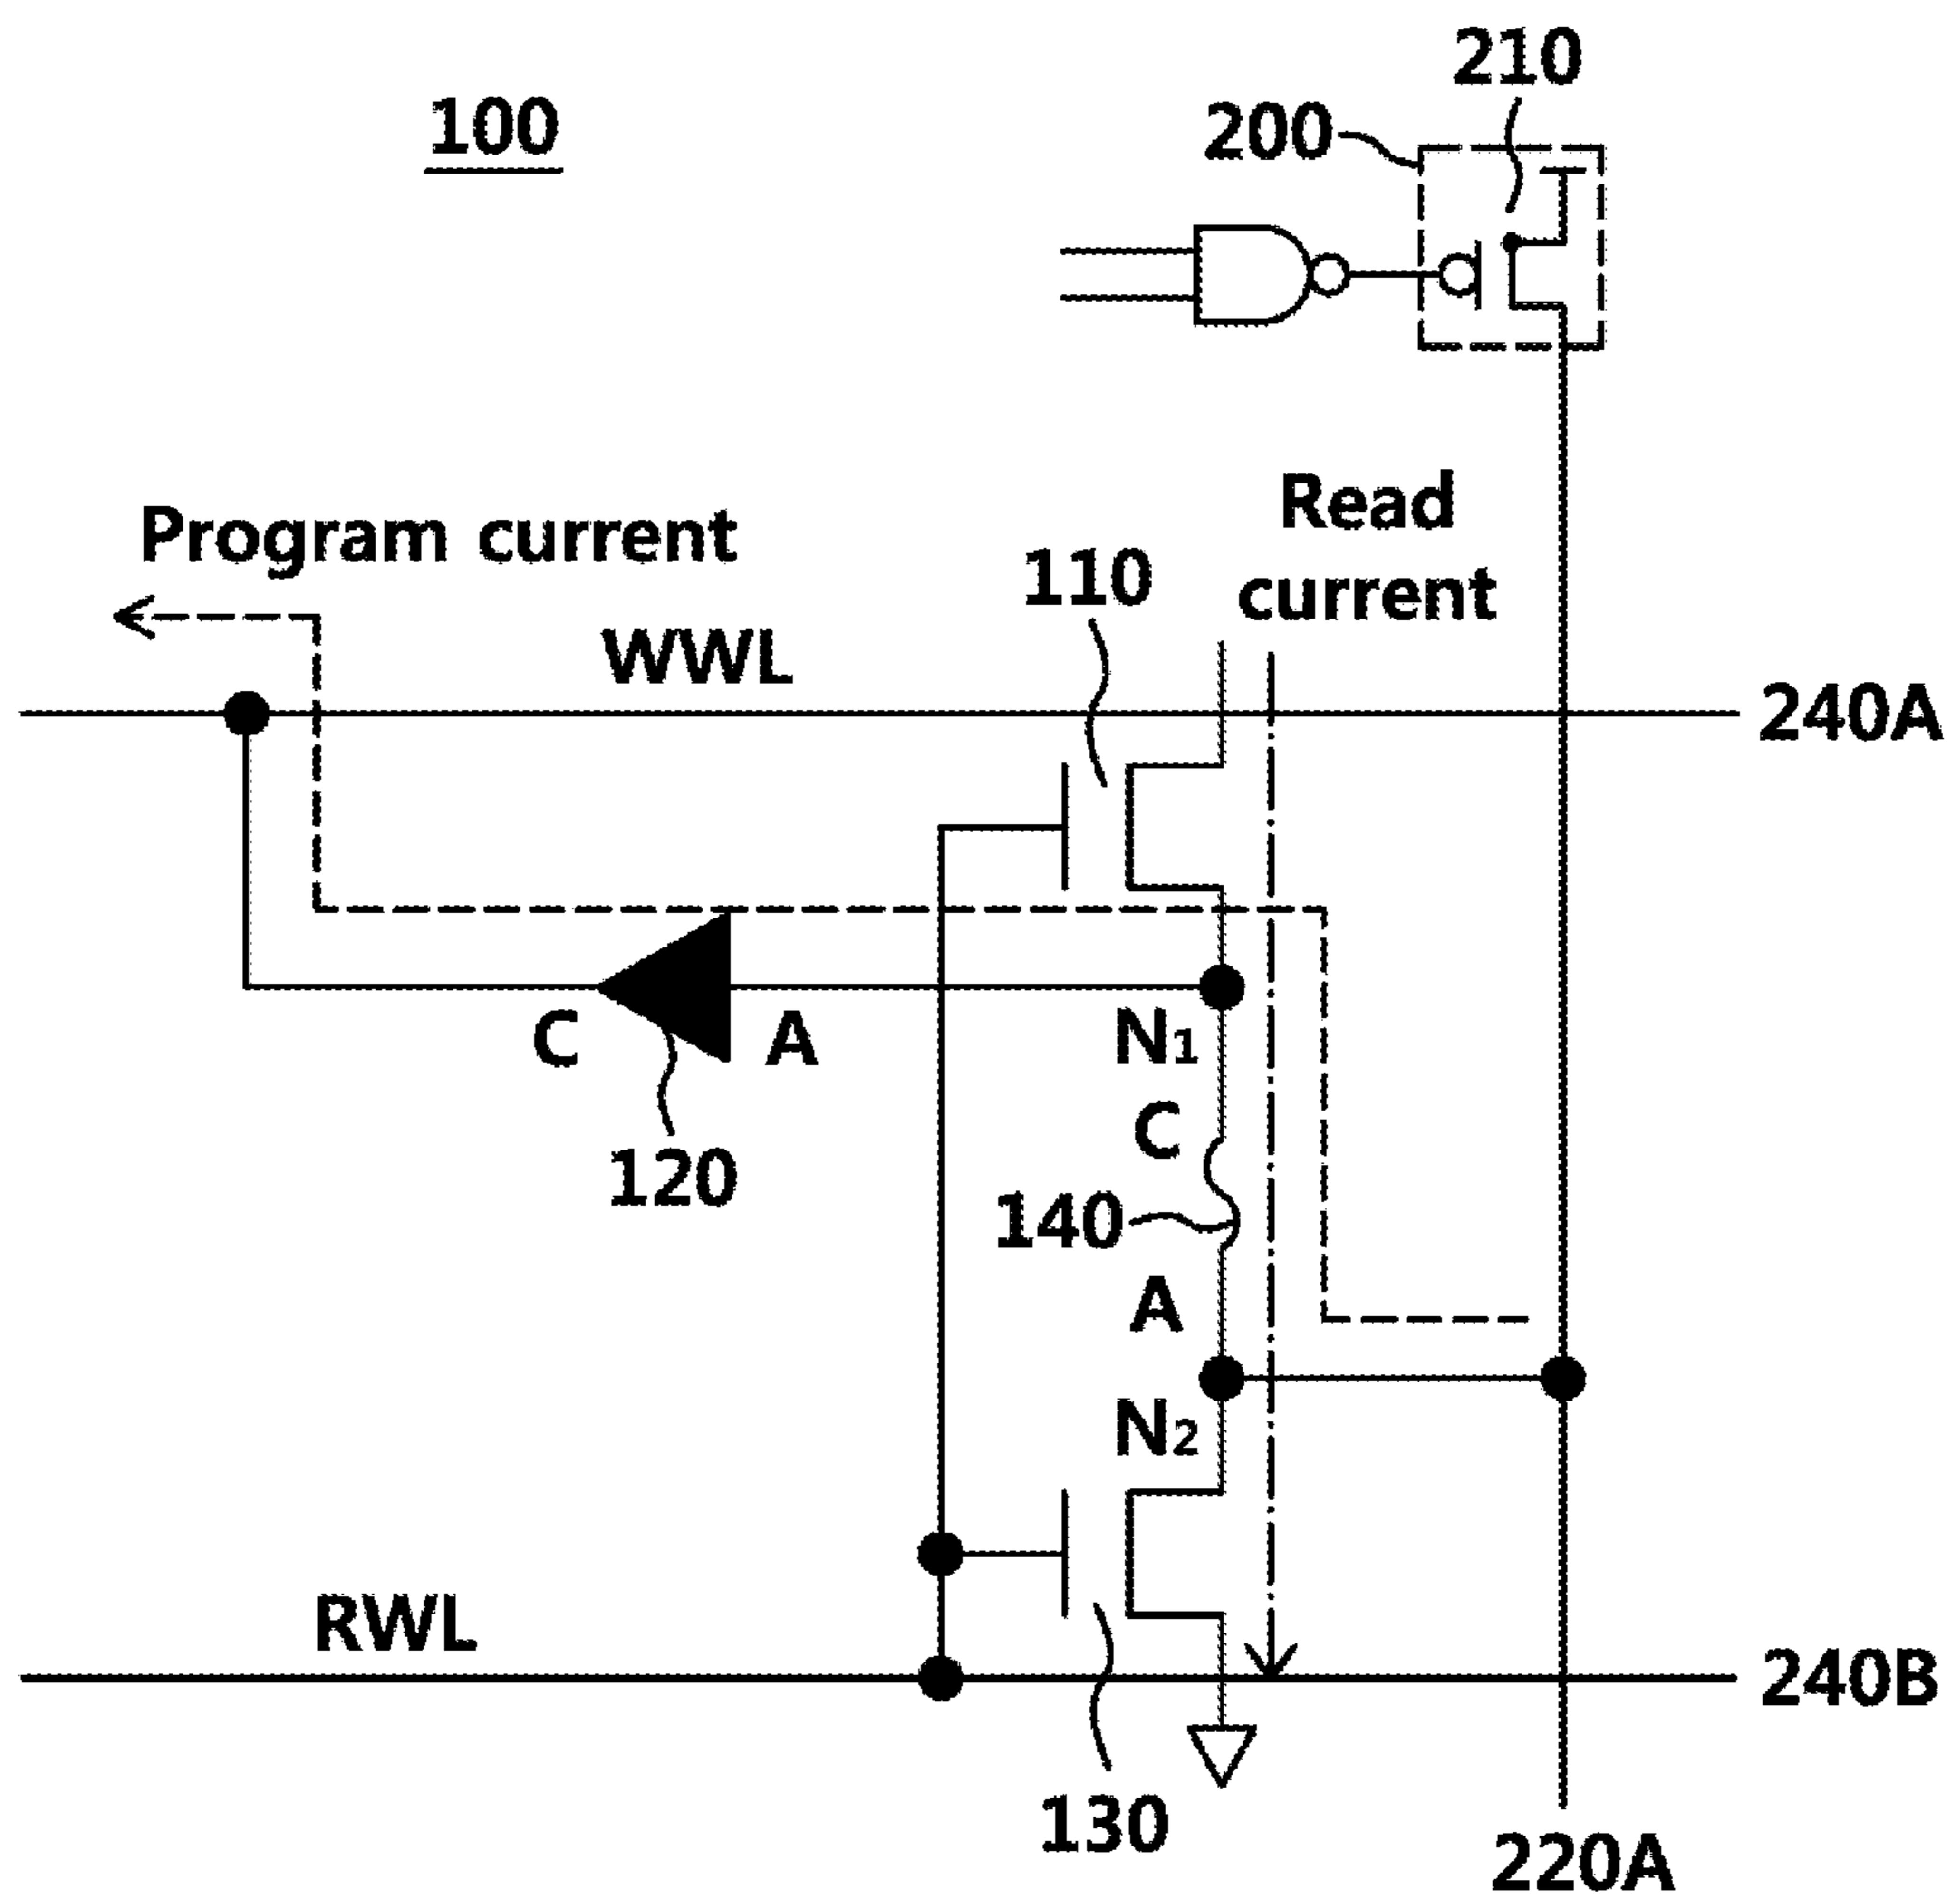 210
100
200
Read
current
Program current
110
WWL
240A
N1
C
A
120
C
140
A
N2
RWL
240B
130
220A